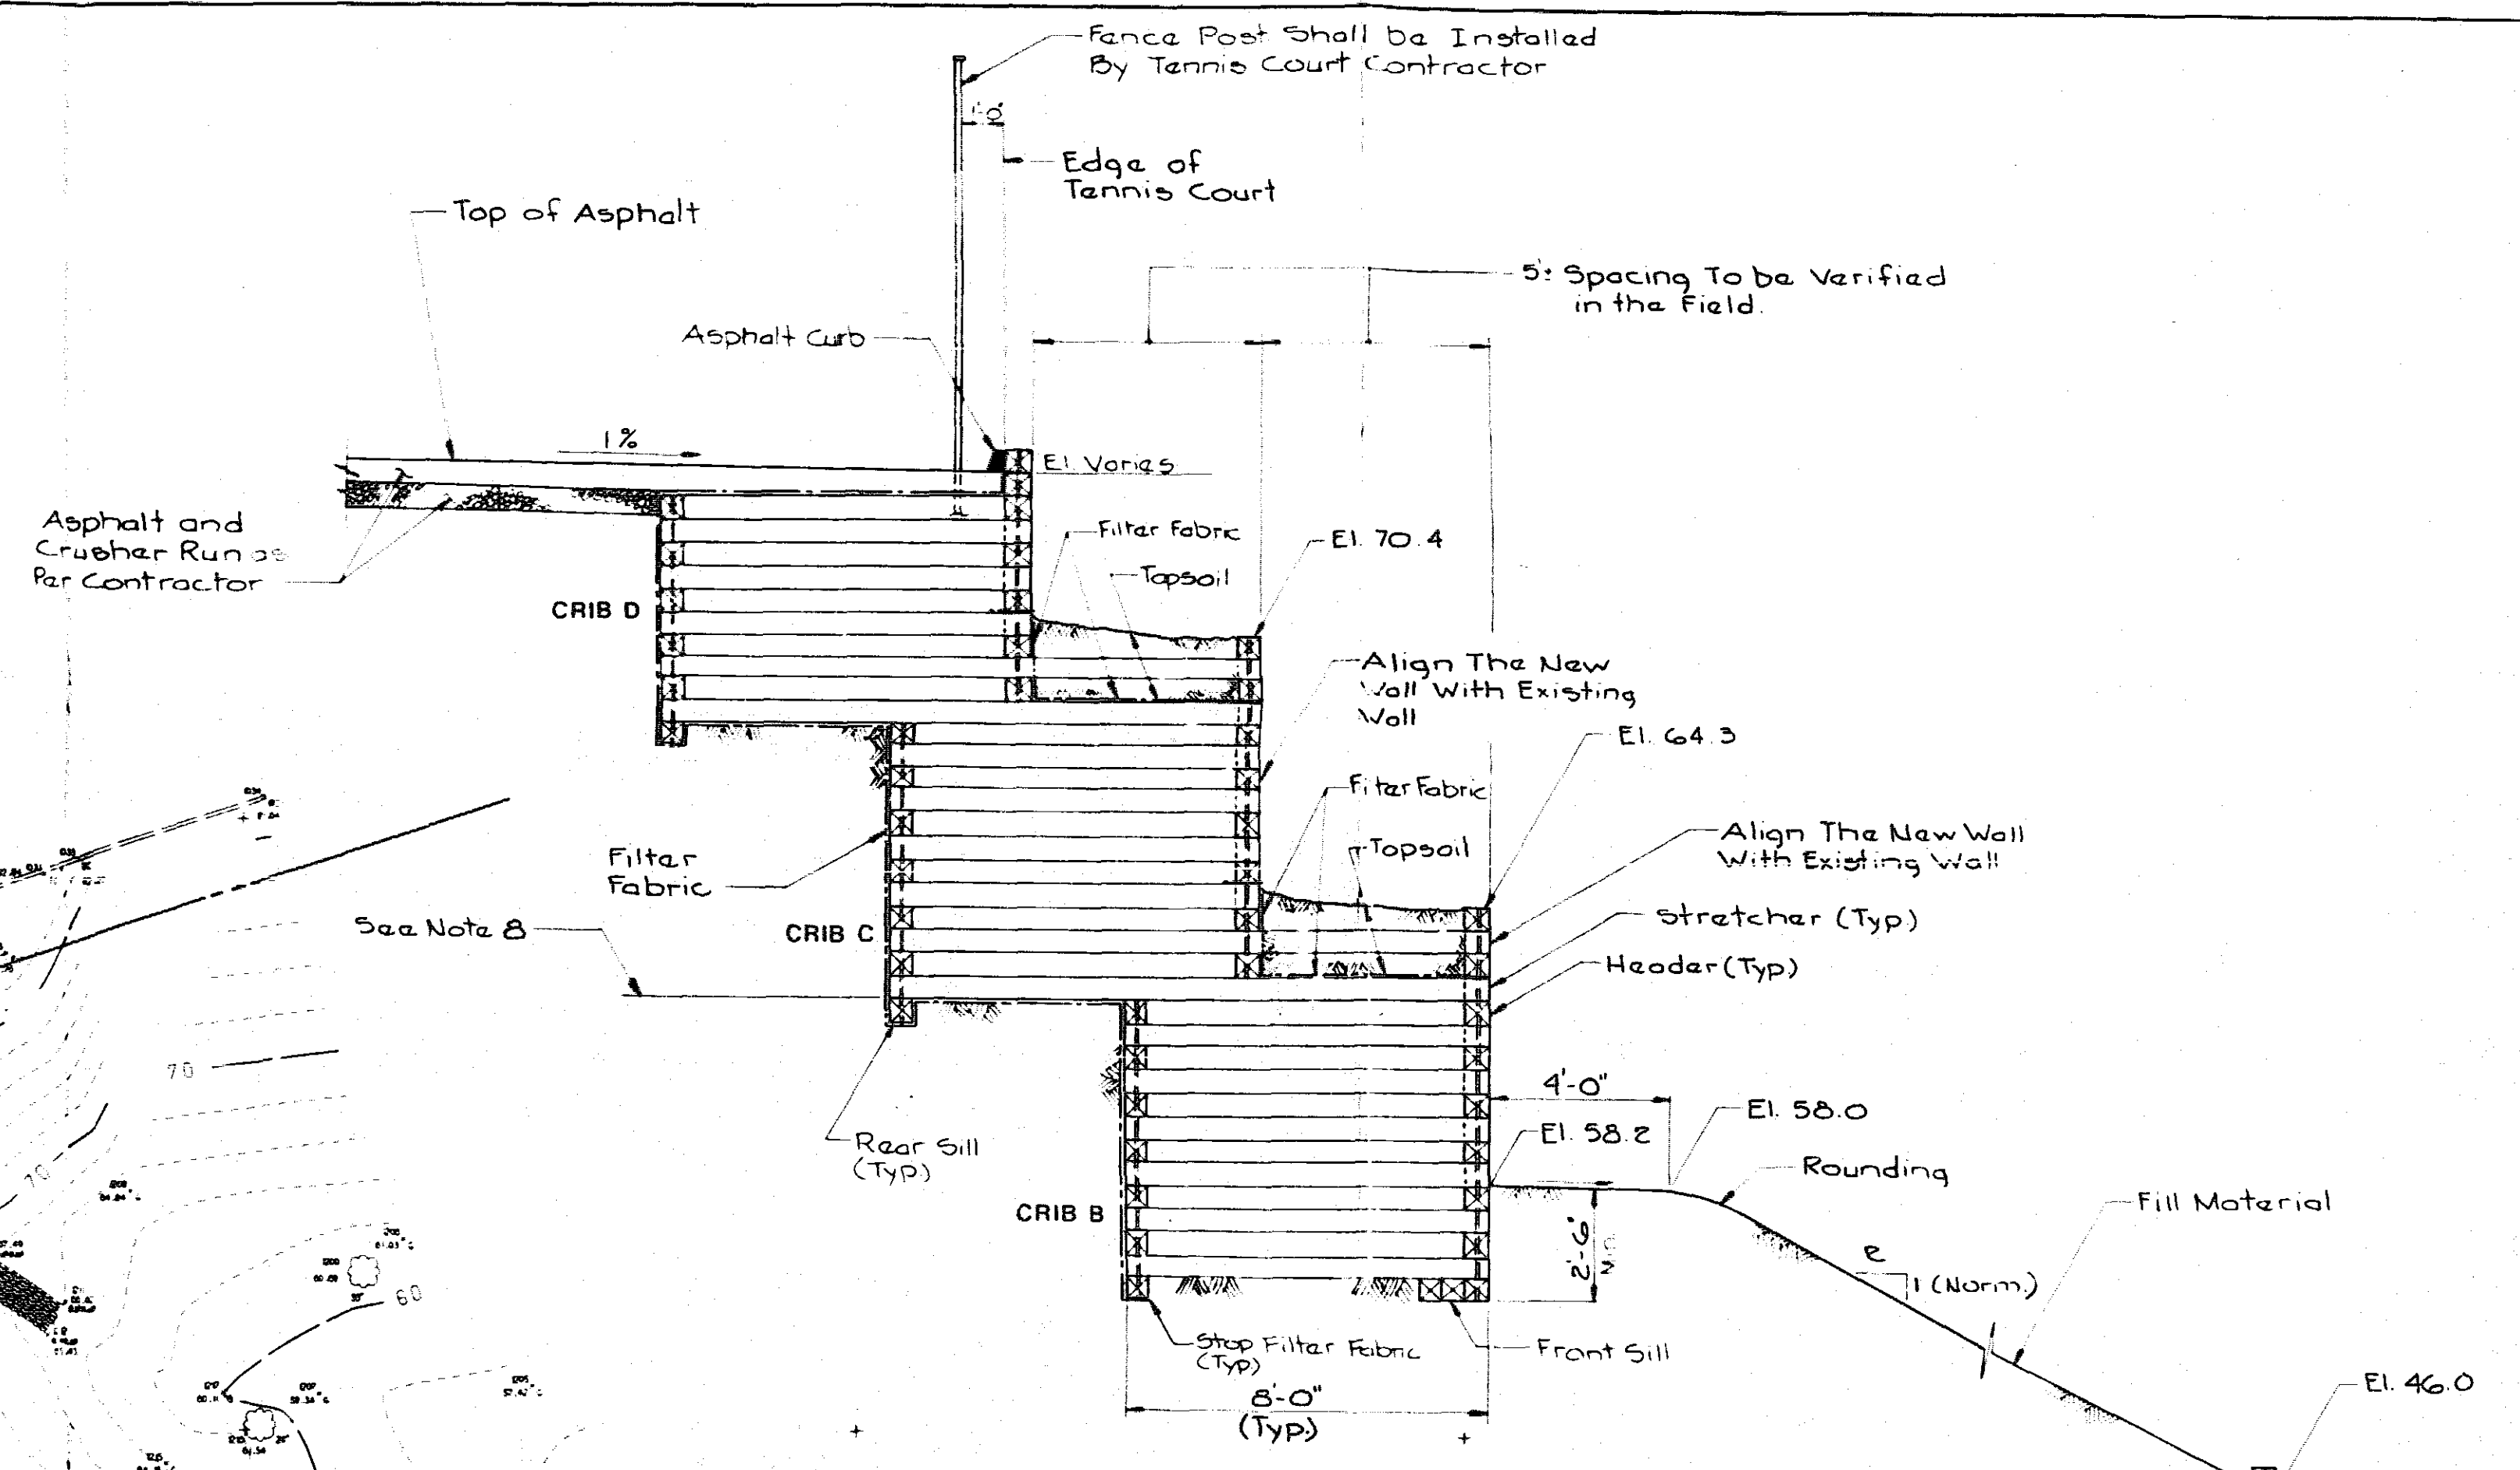 Fence Post Shall be Installed
By Tennis Court Contractor
1'-0"
Edge of
Tennis Court
Top of Asphalt
5'± Spacing To be Verified
in the Field.
Asphalt Curb
1%
El. Varies
Asphalt and
Crusher Run as
Per Contractor
Filter Fabric
El. 70.4
Topsoil
CRIB D
Align The New
Wall With Existing
Wall
El. 64.3
Filter Fabric
Topsoil
Align The New Wall
With Existing Wall
Filter
Fabric
Stretcher (Typ.)
See Note 8
CRIB C
Header (Typ.)
70
4'-0"
El. 58.0
El. 58.2
Rear Sill
(Typ.)
Rounding
70
CRIB B
Fill Material
2'-6"
2
1 (Norm.)
60
Stop Filter Fabric
(Typ.)
Front Sill
8'-0"
(Typ.)
El. 46.0